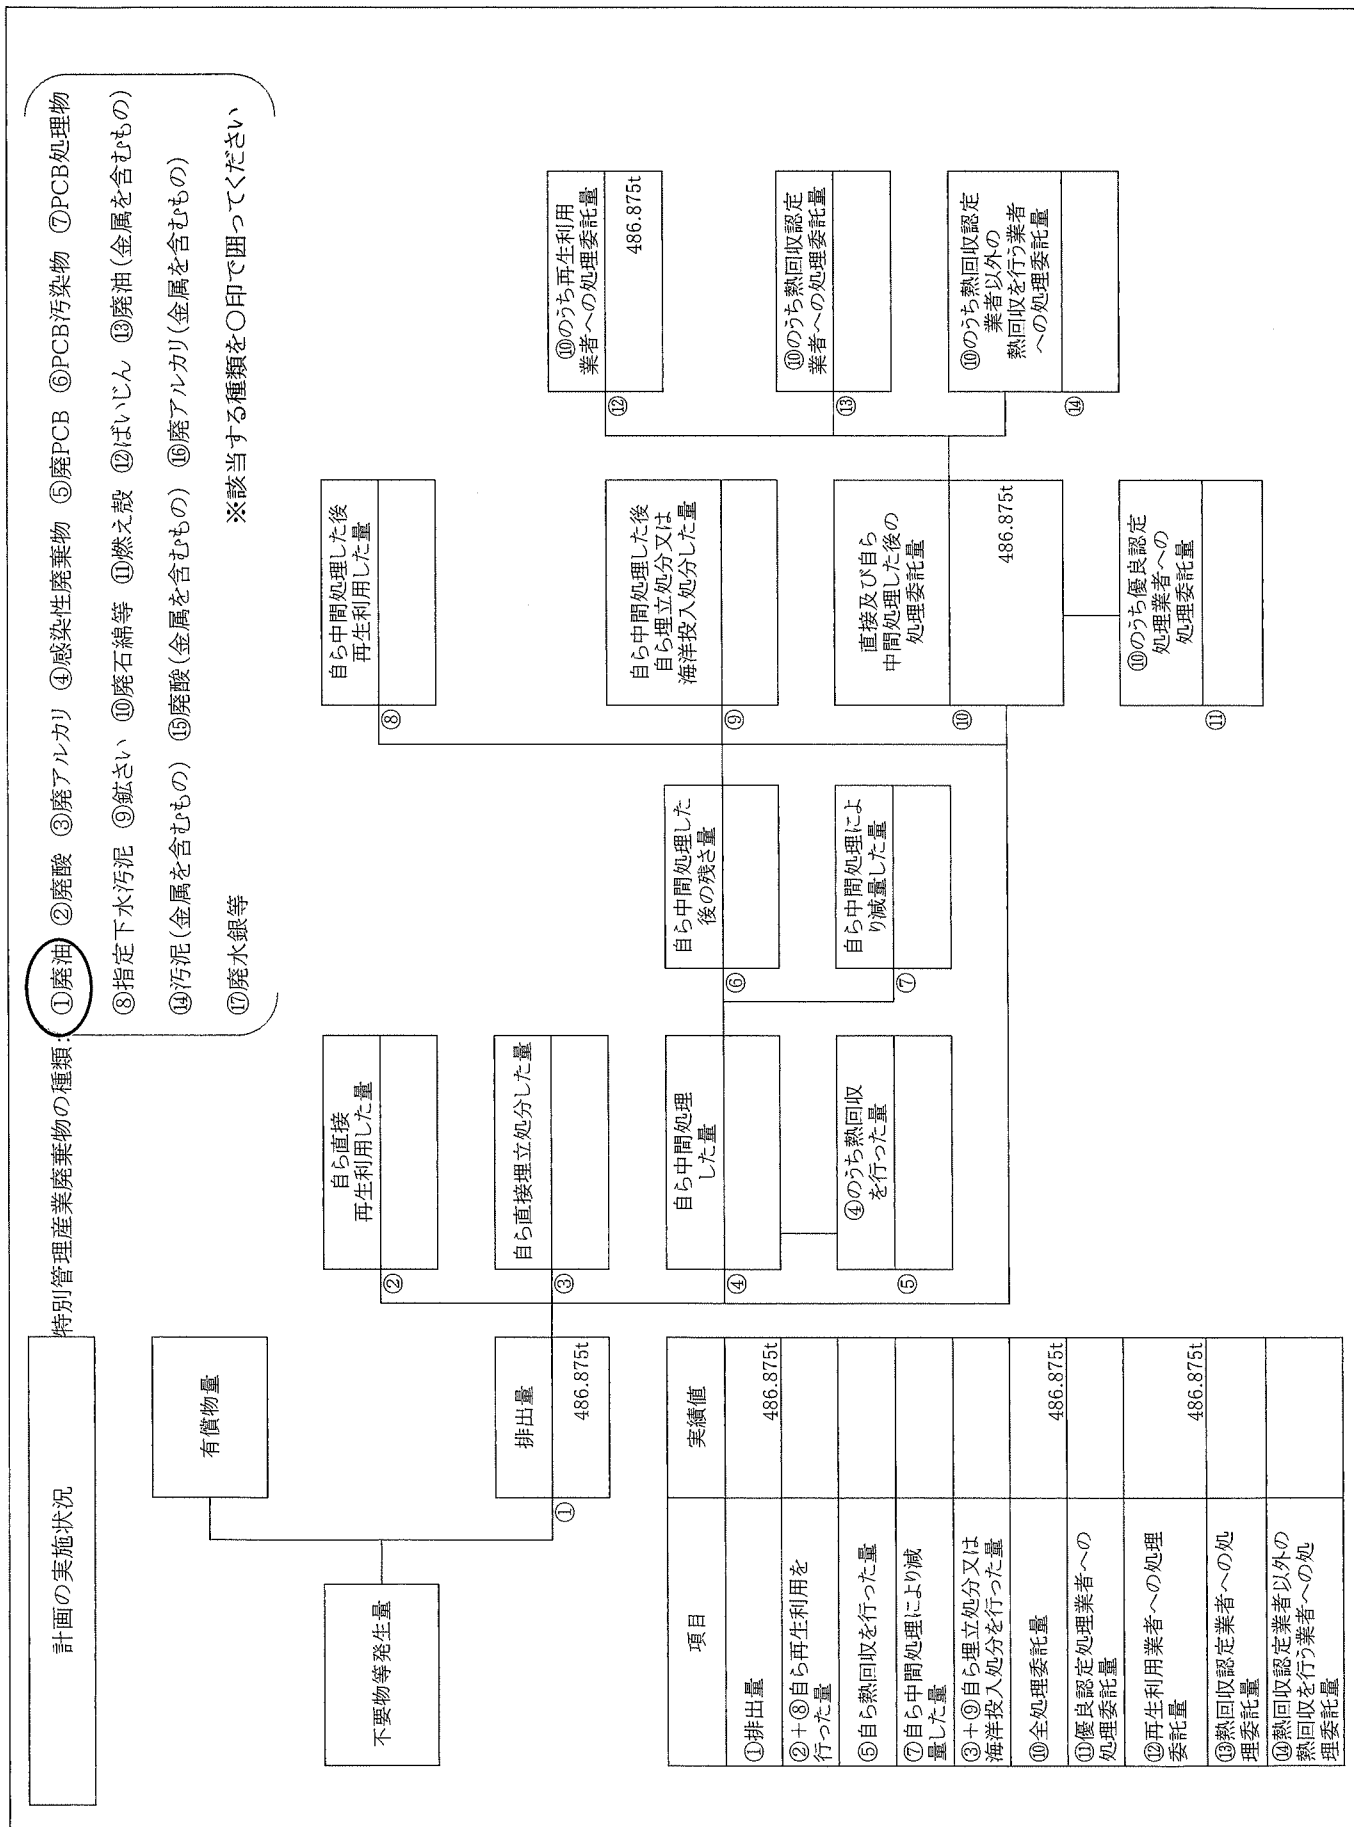 計画の実施状況
特別管理産業廃棄物の種類:
①廃油 ②廃酸 ③廃アルカリ ④感染性廃棄物 ⑤廃PCB ⑥PCB汚染物 ⑦PCB処理物
⑧指定下水汚泥 ⑨鉱さい ⑩廃石綿等 ⑪燃え殻 ⑫ばいじん ⑬廃油(金属を含むもの)
⑭汚泥(金属を含むもの) ⑮廃酸(金属を含むもの) ⑯廃アルカリ(金属を含むもの)
⑰廃水銀等
※該当する種類を○印で囲ってください
不要物等発生量
有償物量
①
排出量
486.875t
②
自ら直接
再生利用した量
③
自ら直接埋立処分した量
④
自ら中間処理
した量
⑤
④のうち熱回収
を行った量
⑥
自ら中間処理した
後の残さ量
⑦
自ら中間処理によ
り減量した量
⑧
自ら中間処理した後
再生利用した量
⑨
自ら中間処理した後
自ら埋立処分又は
海洋投入処分した量
⑩
直接及び自ら
中間処理した後の
処理委託量
486.875t
⑪
⑩のうち優良認定
処理業者への
処理委託量
⑫
⑩のうち再生利用
業者への処理委託量
486.875t
⑬
⑩のうち熱回収認定
業者への処理委託量
⑭
⑩のうち熱回収認定
業者以外の
熱回収を行う業者
への処理委託量
項目 実績値
①排出量 486.875t
②+⑧自ら再生利用を
行った量
⑤自ら熱回収を行った量
⑦自ら中間処理により減
量した量
③+⑨自ら埋立処分又は
海洋投入処分を行った量
⑩全処理委託量 486.875t
⑪優良認定処理業者への
処理委託量
⑫再生利用業者への処理
委託量 486.875t
⑬熱回収認定業者への処
理委託量
⑭熱回収認定業者以外の
熱回収を行う業者への処
理委託量